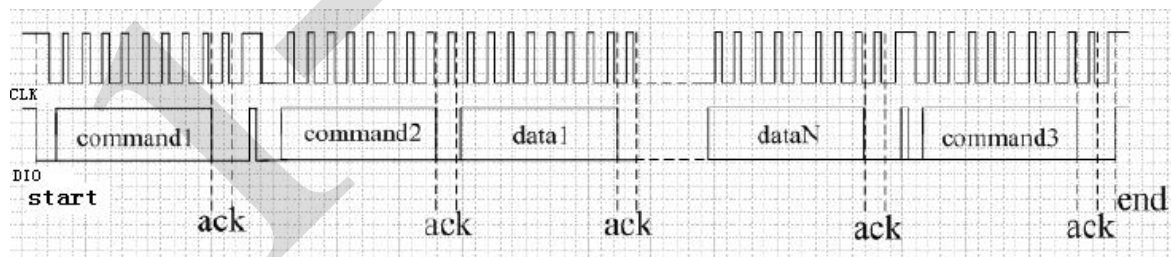 CLK
command1 command2 data1 dataN command3
DIO
start end
ack ack ack ack ack